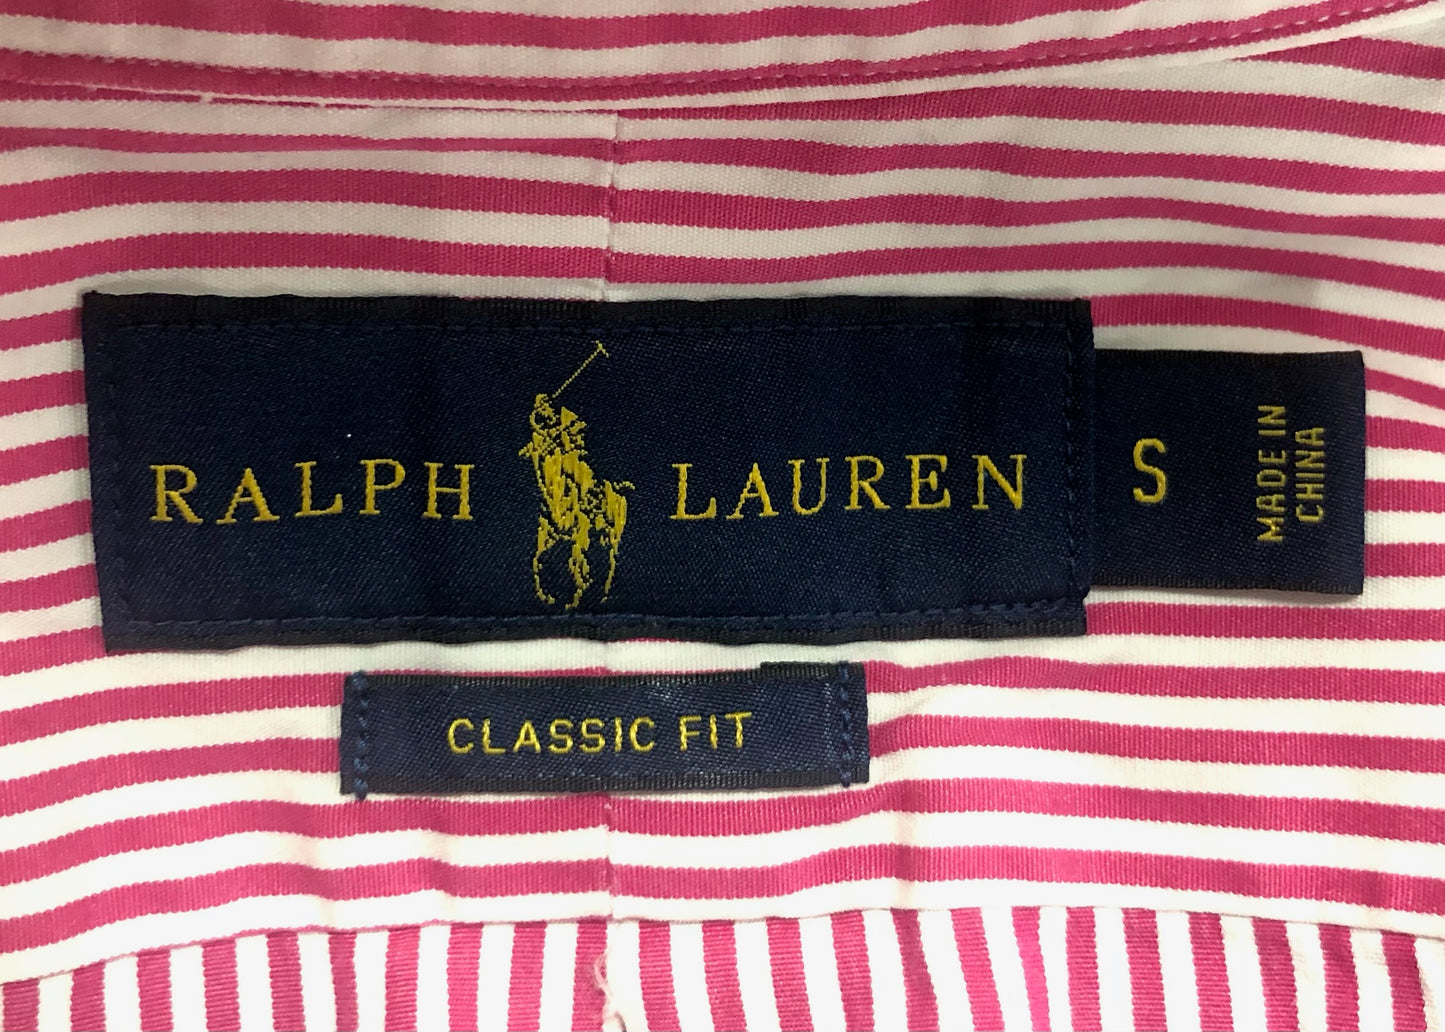 RALPH LAUREN
S
MADE IN
CHINA
CLASSIC FIT